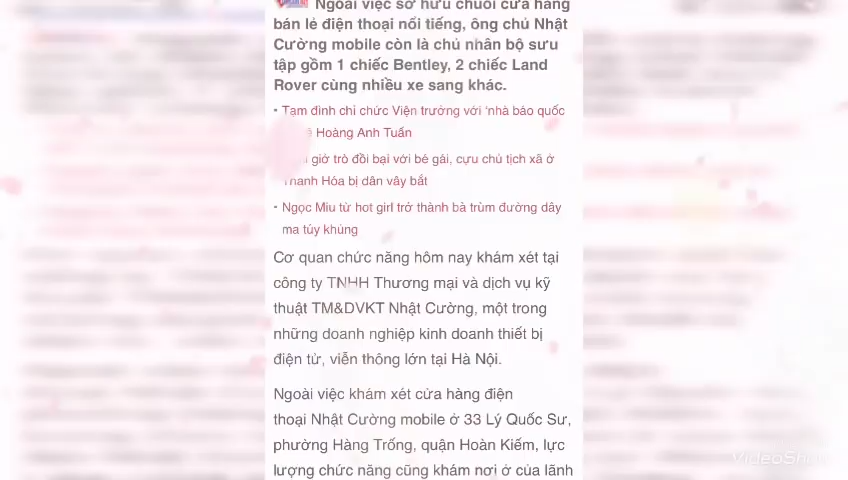 Ngoài việc sở hữu chuỗi cửa hàng
bán lẻ điện thoại nổi tiếng, ông chủ Nhật
Cường mobile còn là chủ nhân bộ sưu
tập gồm 1 chiếc Bentley, 2 chiếc Land
Rover cùng nhiều xe sang khác.
• Tạm đình chỉ chức Viện trưởng với 'nhà báo quốc
Hoàng Anh Tuấn
giở trò đồi bại với bé gái, cựu chủ tịch xã ở
Thanh Hóa bị dân vây bắt
• Ngọc Miu từ hot girl trở thành bà trùm đường dây
ma túy khủng
Cơ quan chức năng hôm nay khám xét tại
công ty TNHH Thương mại và dịch vụ kỹ
thuật TM&DVKT Nhật Cường, một trong
những doanh nghiệp kinh doanh thiết bị
điện tử, viễn thông lớn tại Hà Nội.
Ngoài việc khám xét cửa hàng điện
thoại Nhật Cường mobile ở 33 Lý Quốc Sư,
phường Hàng Trống, quận Hoàn Kiếm, lực
lượng chức năng cũng khám nơi ở của lãnh
VideoShow